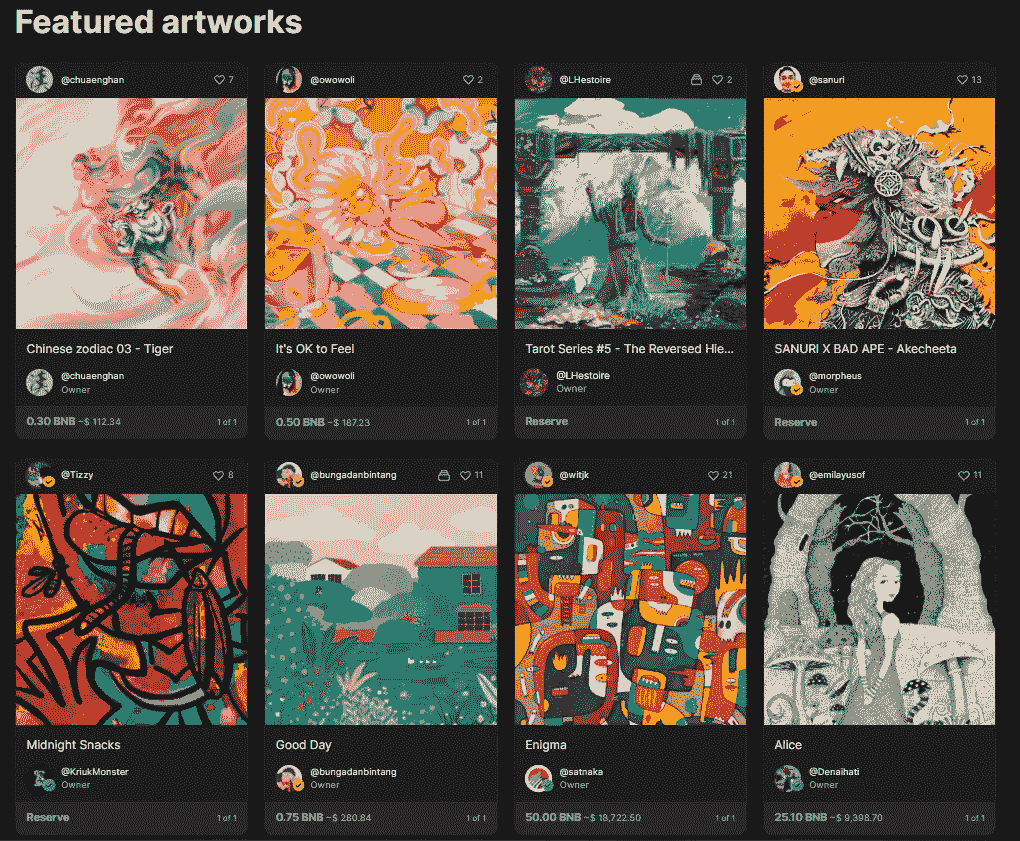 Featured artworks
@chuaenghan 7
@owowoli 2
@LHestoire 2
@sanuri 13
Chinese zodiac 03 - Tiger
It's OK to Feel
Tarot Series #5 - The Reversed Hie...
SANURI X BAD APE - Akecheeta
@chuaenghan
Owner
@owowoli
Owner
@LHestoire
Owner
@morpheus
Owner
0.30 BNB ~$ 112.34 1 of 1
0.50 BNB ~$ 187.23 1 of 1
Reserve 1 of 1
Reserve 1 of 1
@Tizzy 8
@bungadanbintang 11
@witjk 21
@emilayusof 11
Midnight Snacks
Good Day
Enigma
Alice
@KriukMonster
Owner
@bungadanbintang
Owner
@satnaka
Owner
@Denaihati
Owner
Reserve 1 of 1
0.75 BNB ~$ 280.84 1 of 1
50.00 BNB ~$ 18,722.50 1 of 1
25.10 BNB ~$ 9,398.70 1 of 1